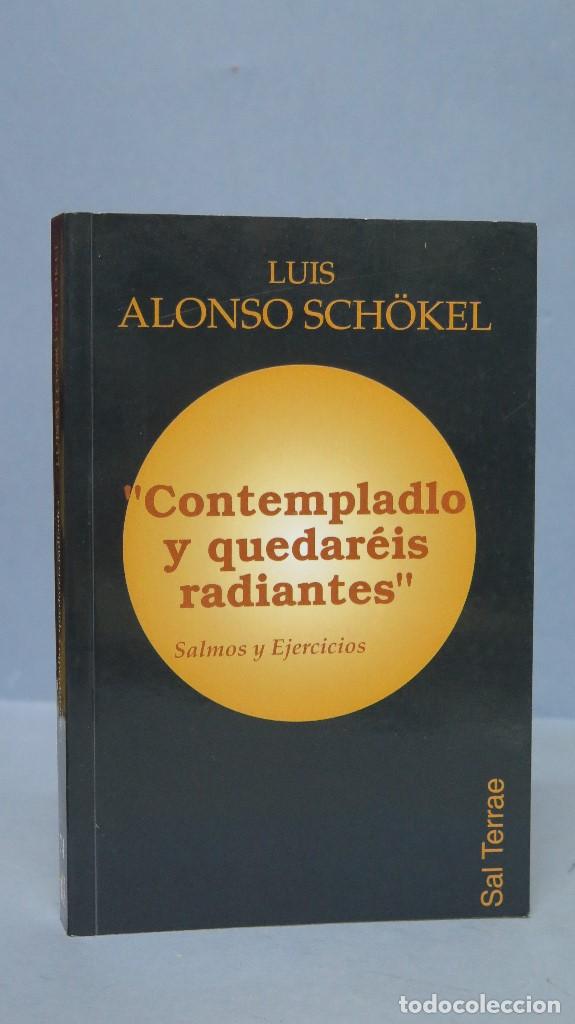 LUIS
ALONSO SCHÖKEL
"Contempladlo
y quedaréis
radiantes"
Salmos y Ejercicios
Sal Terrae
todocoleccion